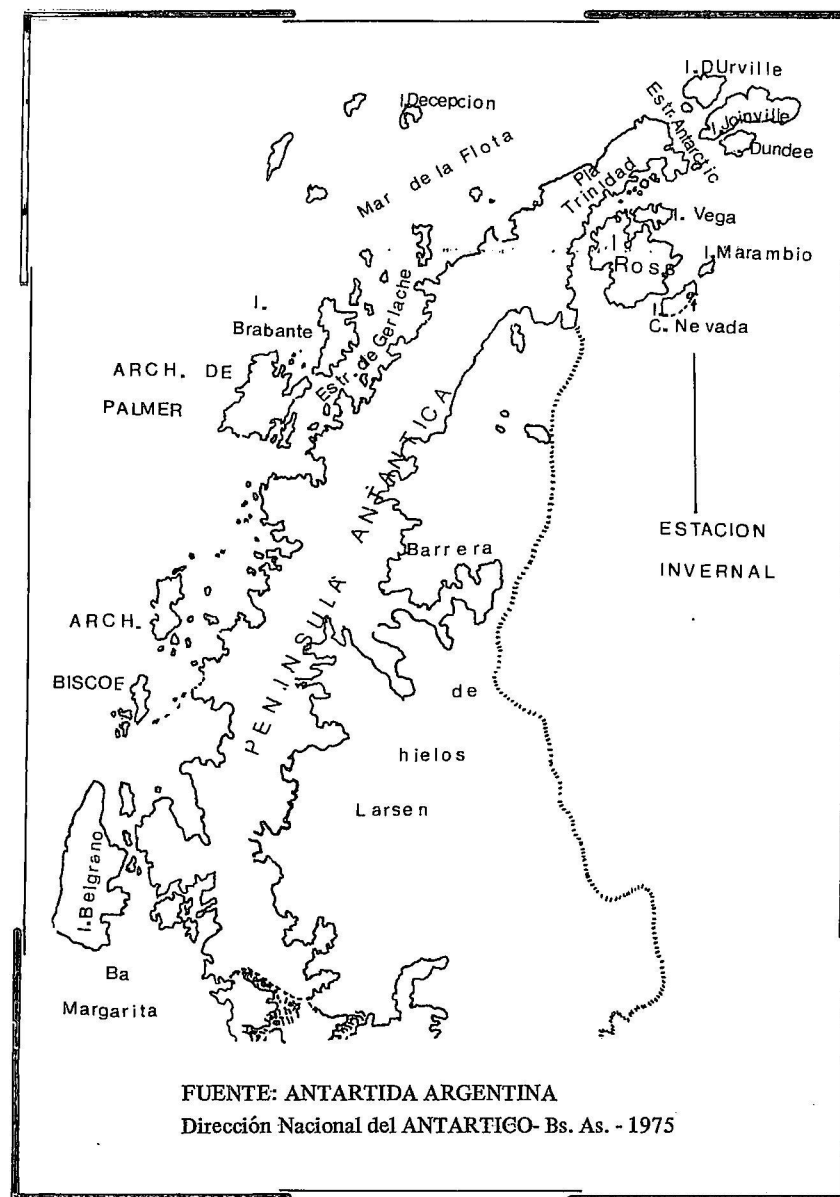 I.DUrville
I.Decepcion
Estr. Antarctic
I.Joinville
I. Dundee
Mar de la Flota
Pla
Trinidad
I. Vega
I.
Ross
I.Marambio
I.
C. Nevada
I.
Brabante
Estr. de Gerlache
ARCH. DE
PALMER
PENINSULA ANTANTICA
ESTACION
INVERNAL
Barrera
ARCH.
BISCOE
de
hielos
Larsen
I.Belgrano
Ba
Margarita
FUENTE: ANTARTIDA ARGENTINA
Dirección Nacional del ANTARTICO- Bs. As. - 1975